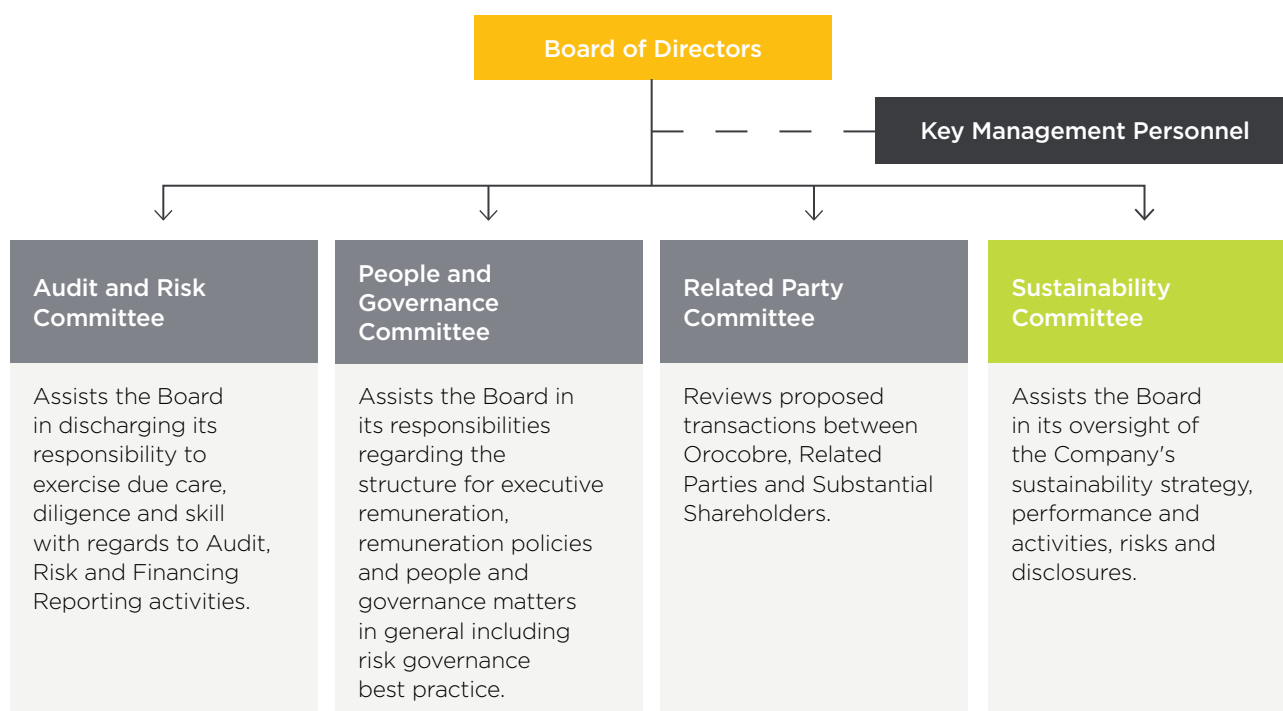 Board of Directors
Key Management Personnel
Audit and Risk
Committee
Assists the Board
in discharging its
responsibility to
exercise due care,
diligence and skill
with regards to Audit,
Risk and Financing
Reporting activities.
People and
Governance
Committee
Assists the Board in
its responsibilities
regarding the
structure for executive
remuneration,
remuneration policies
and people and
governance matters
in general including
risk governance
best practice.
Related Party
Committee
Reviews proposed
transactions between
Orocobre, Related
Parties and Substantial
Shareholders.
Sustainability
Committee
Assists the Board
in its oversight of
the Company's
sustainability strategy,
performance and
activities, risks and
disclosures.